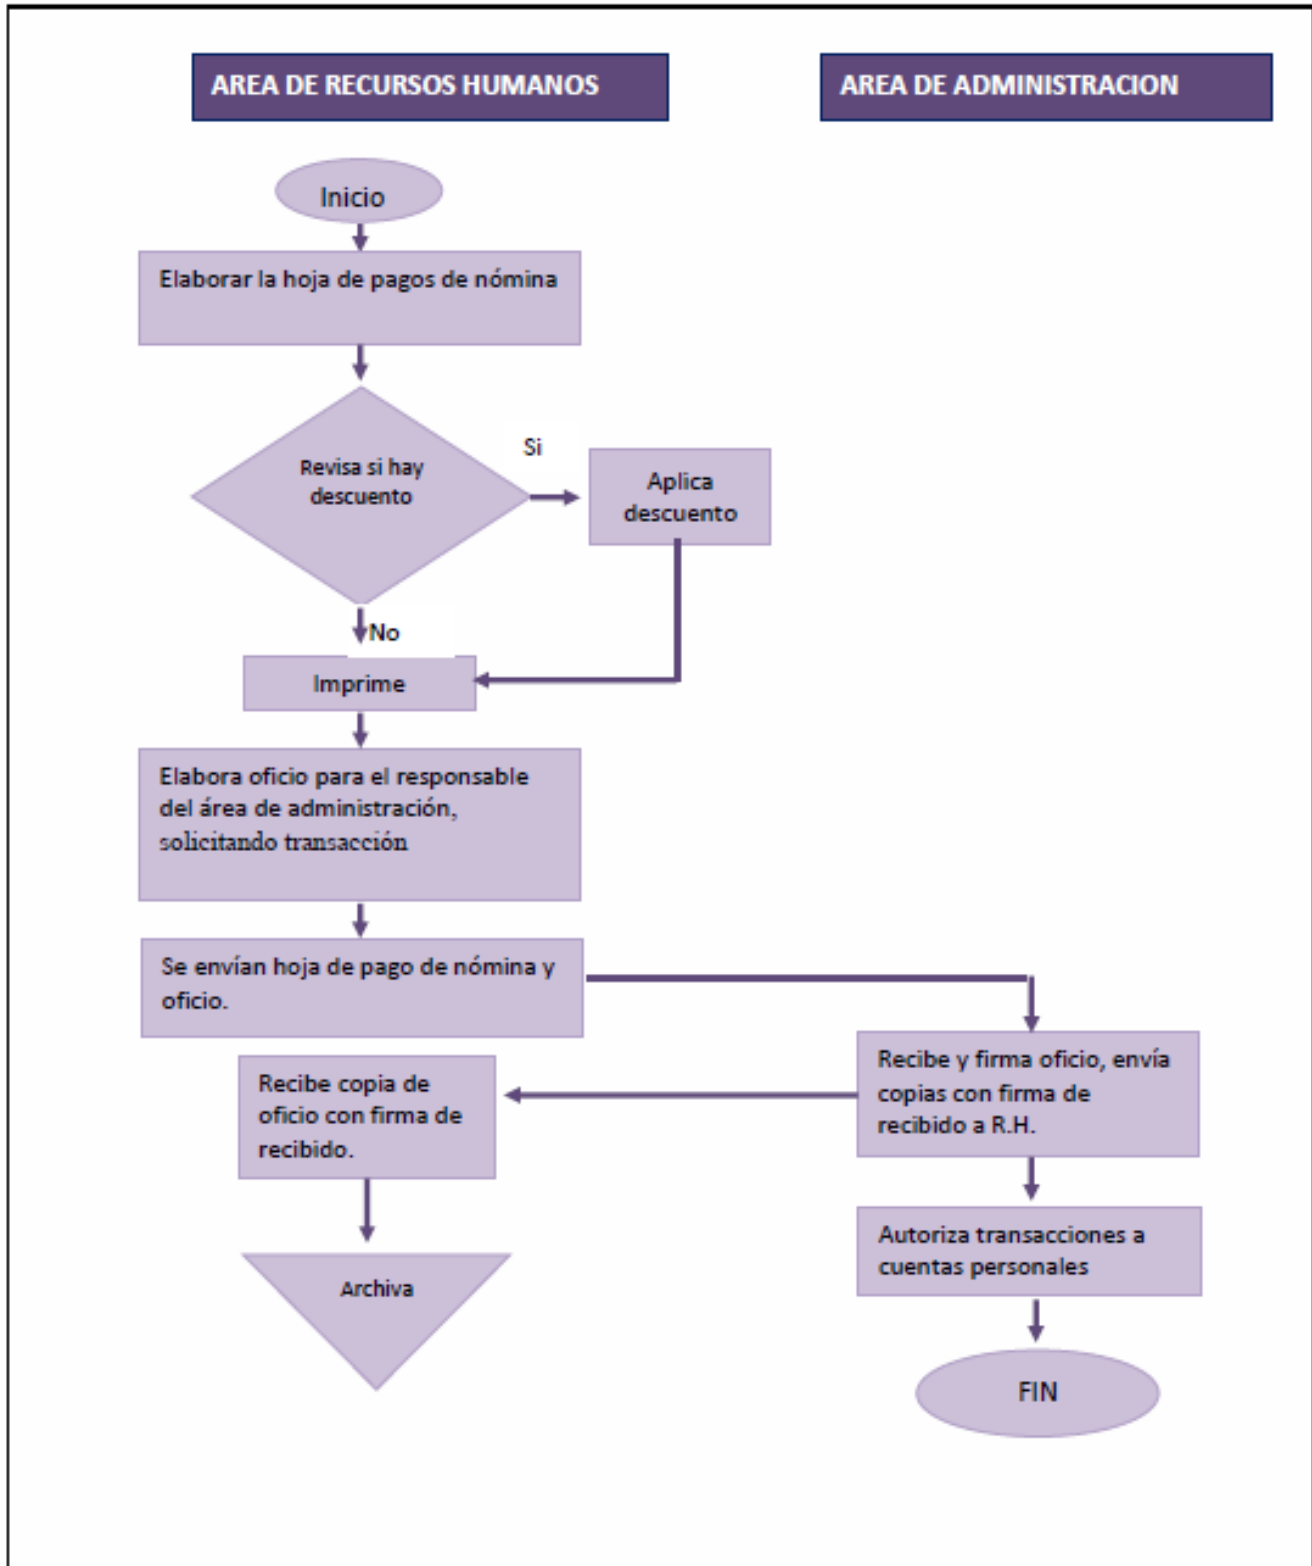 AREA DE RECURSOS HUMANOS
AREA DE ADMINISTRACION
Inicio
Elaborar la hoja de pagos de nómina
Revisa si hay
descuento
Si
Aplica
descuento
No
Imprime
Elabora oficio para el responsable
del área de administración,
solicitando transacción
Se envían hoja de pago de nómina y
oficio.
Recibe y firma oficio, envía
copias con firma de
recibido a R.H.
Recibe copia de
oficio con firma de
recibido.
Autoriza transacciones a
cuentas personales
Archiva
FIN